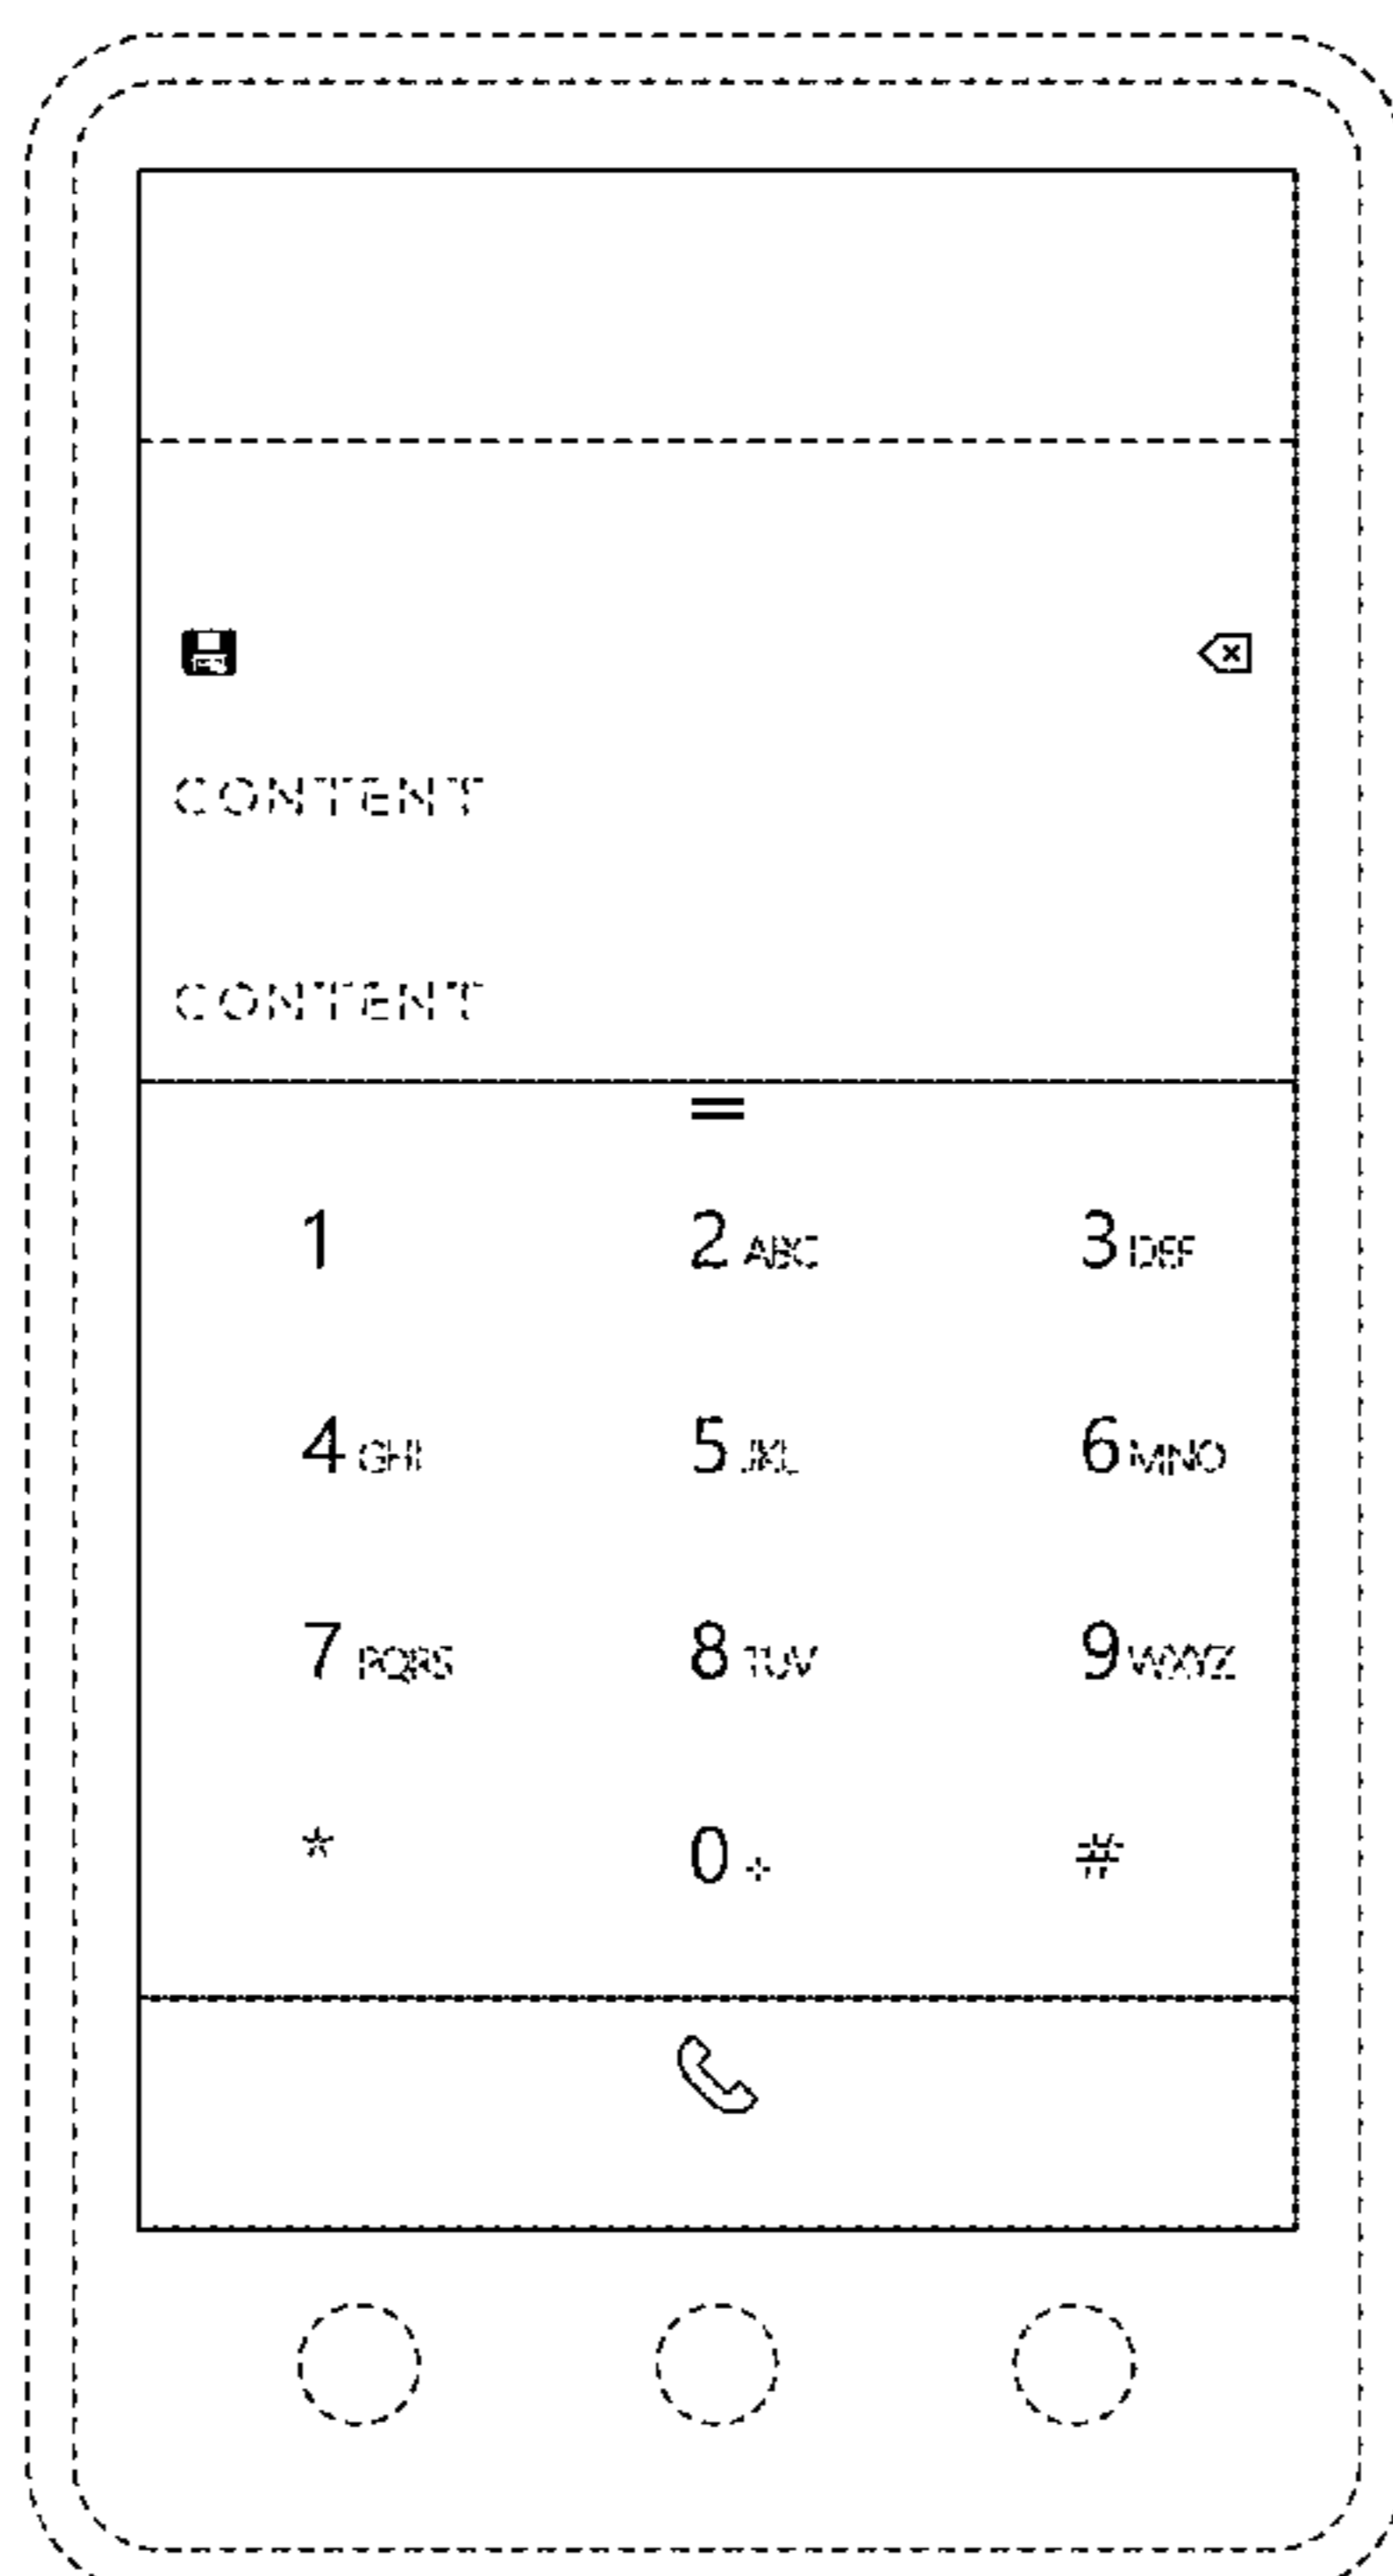 CONTENT
CONTENT
1 2 ABC 3 DEF
4 GHI 5 JKL 6 MNO
7 PQRS 8 TUV 9 WXYZ
* 0 + #